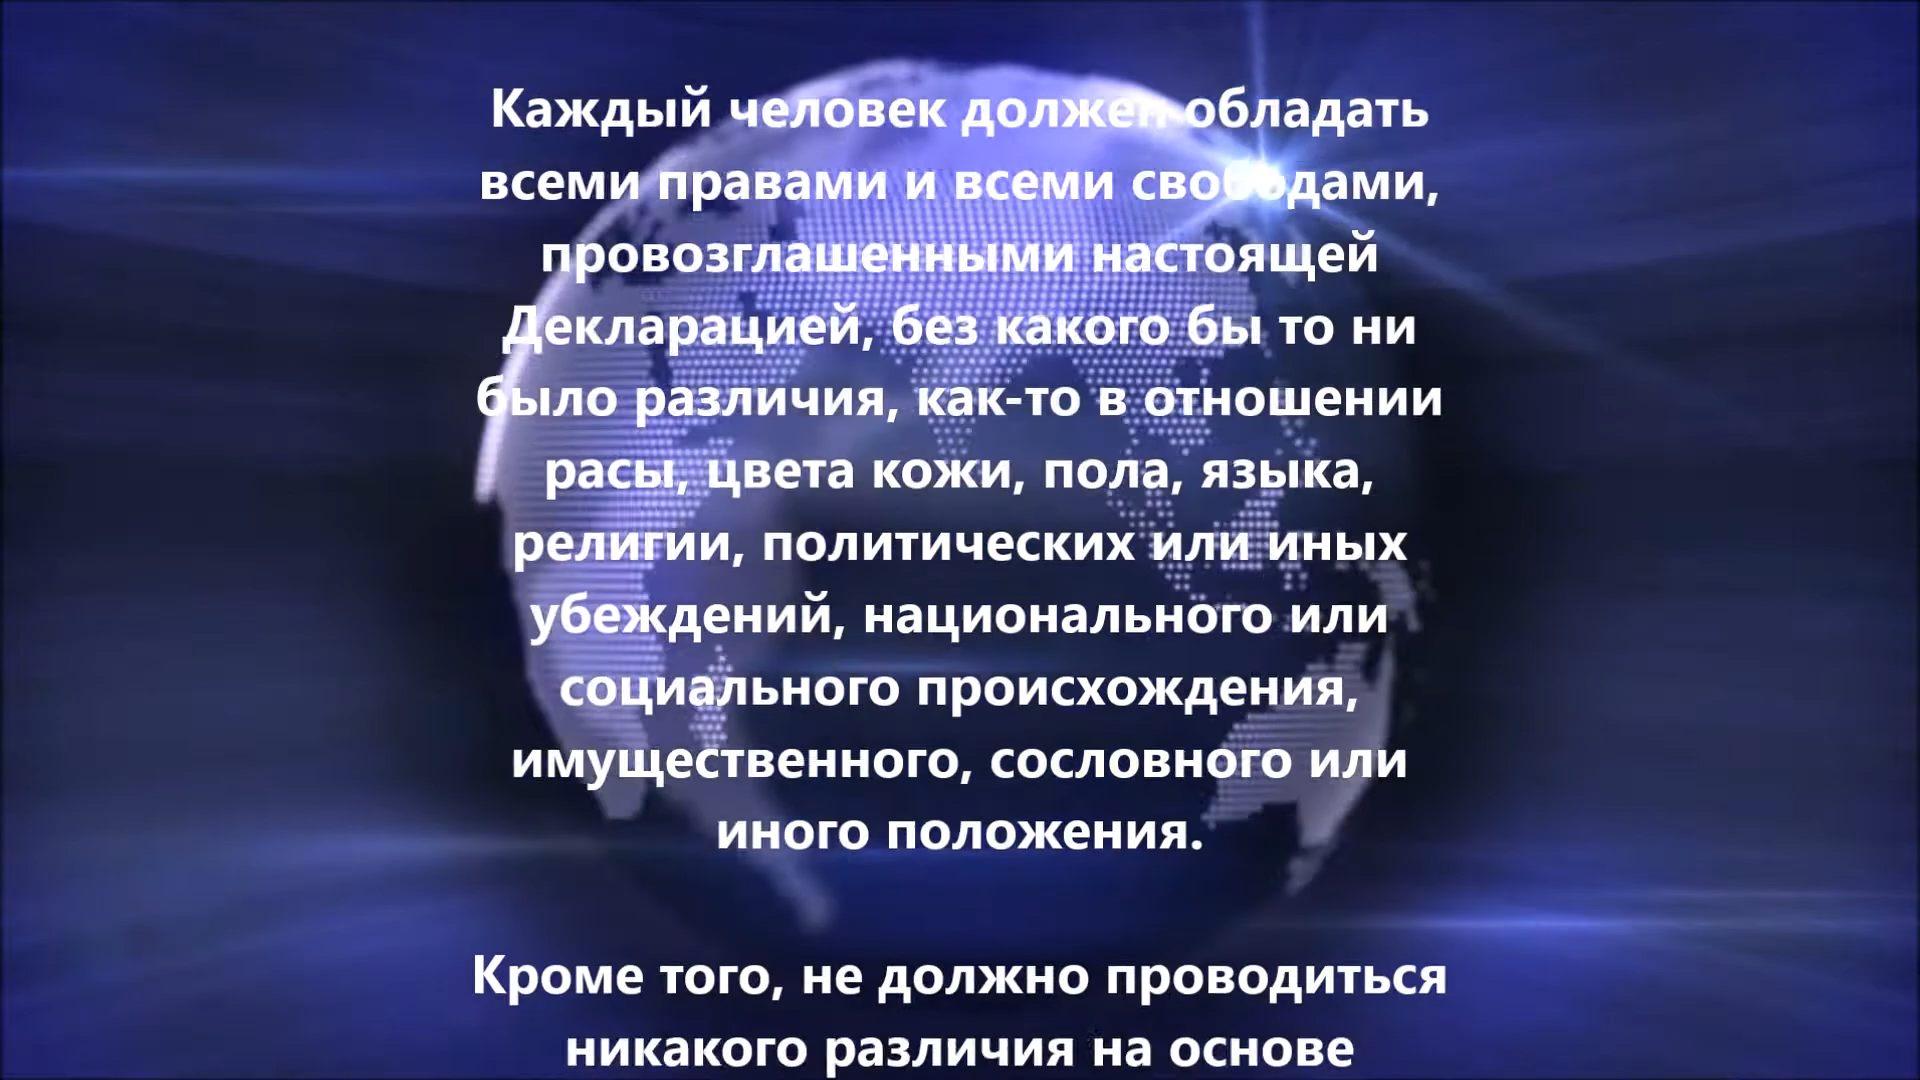 Каждый человек должен обладать
всеми правами и всеми свободами,
провозглашенными настоящей
Декларацией, без какого бы то ни
было различия, как-то в отношении
расы, цвета кожи, пола, языка,
религии, политических или иных
убеждений, национального или
социального происхождения,
имущественного, сословного или
иного положения.
Кроме того, не должно проводиться
никакого различия на основе